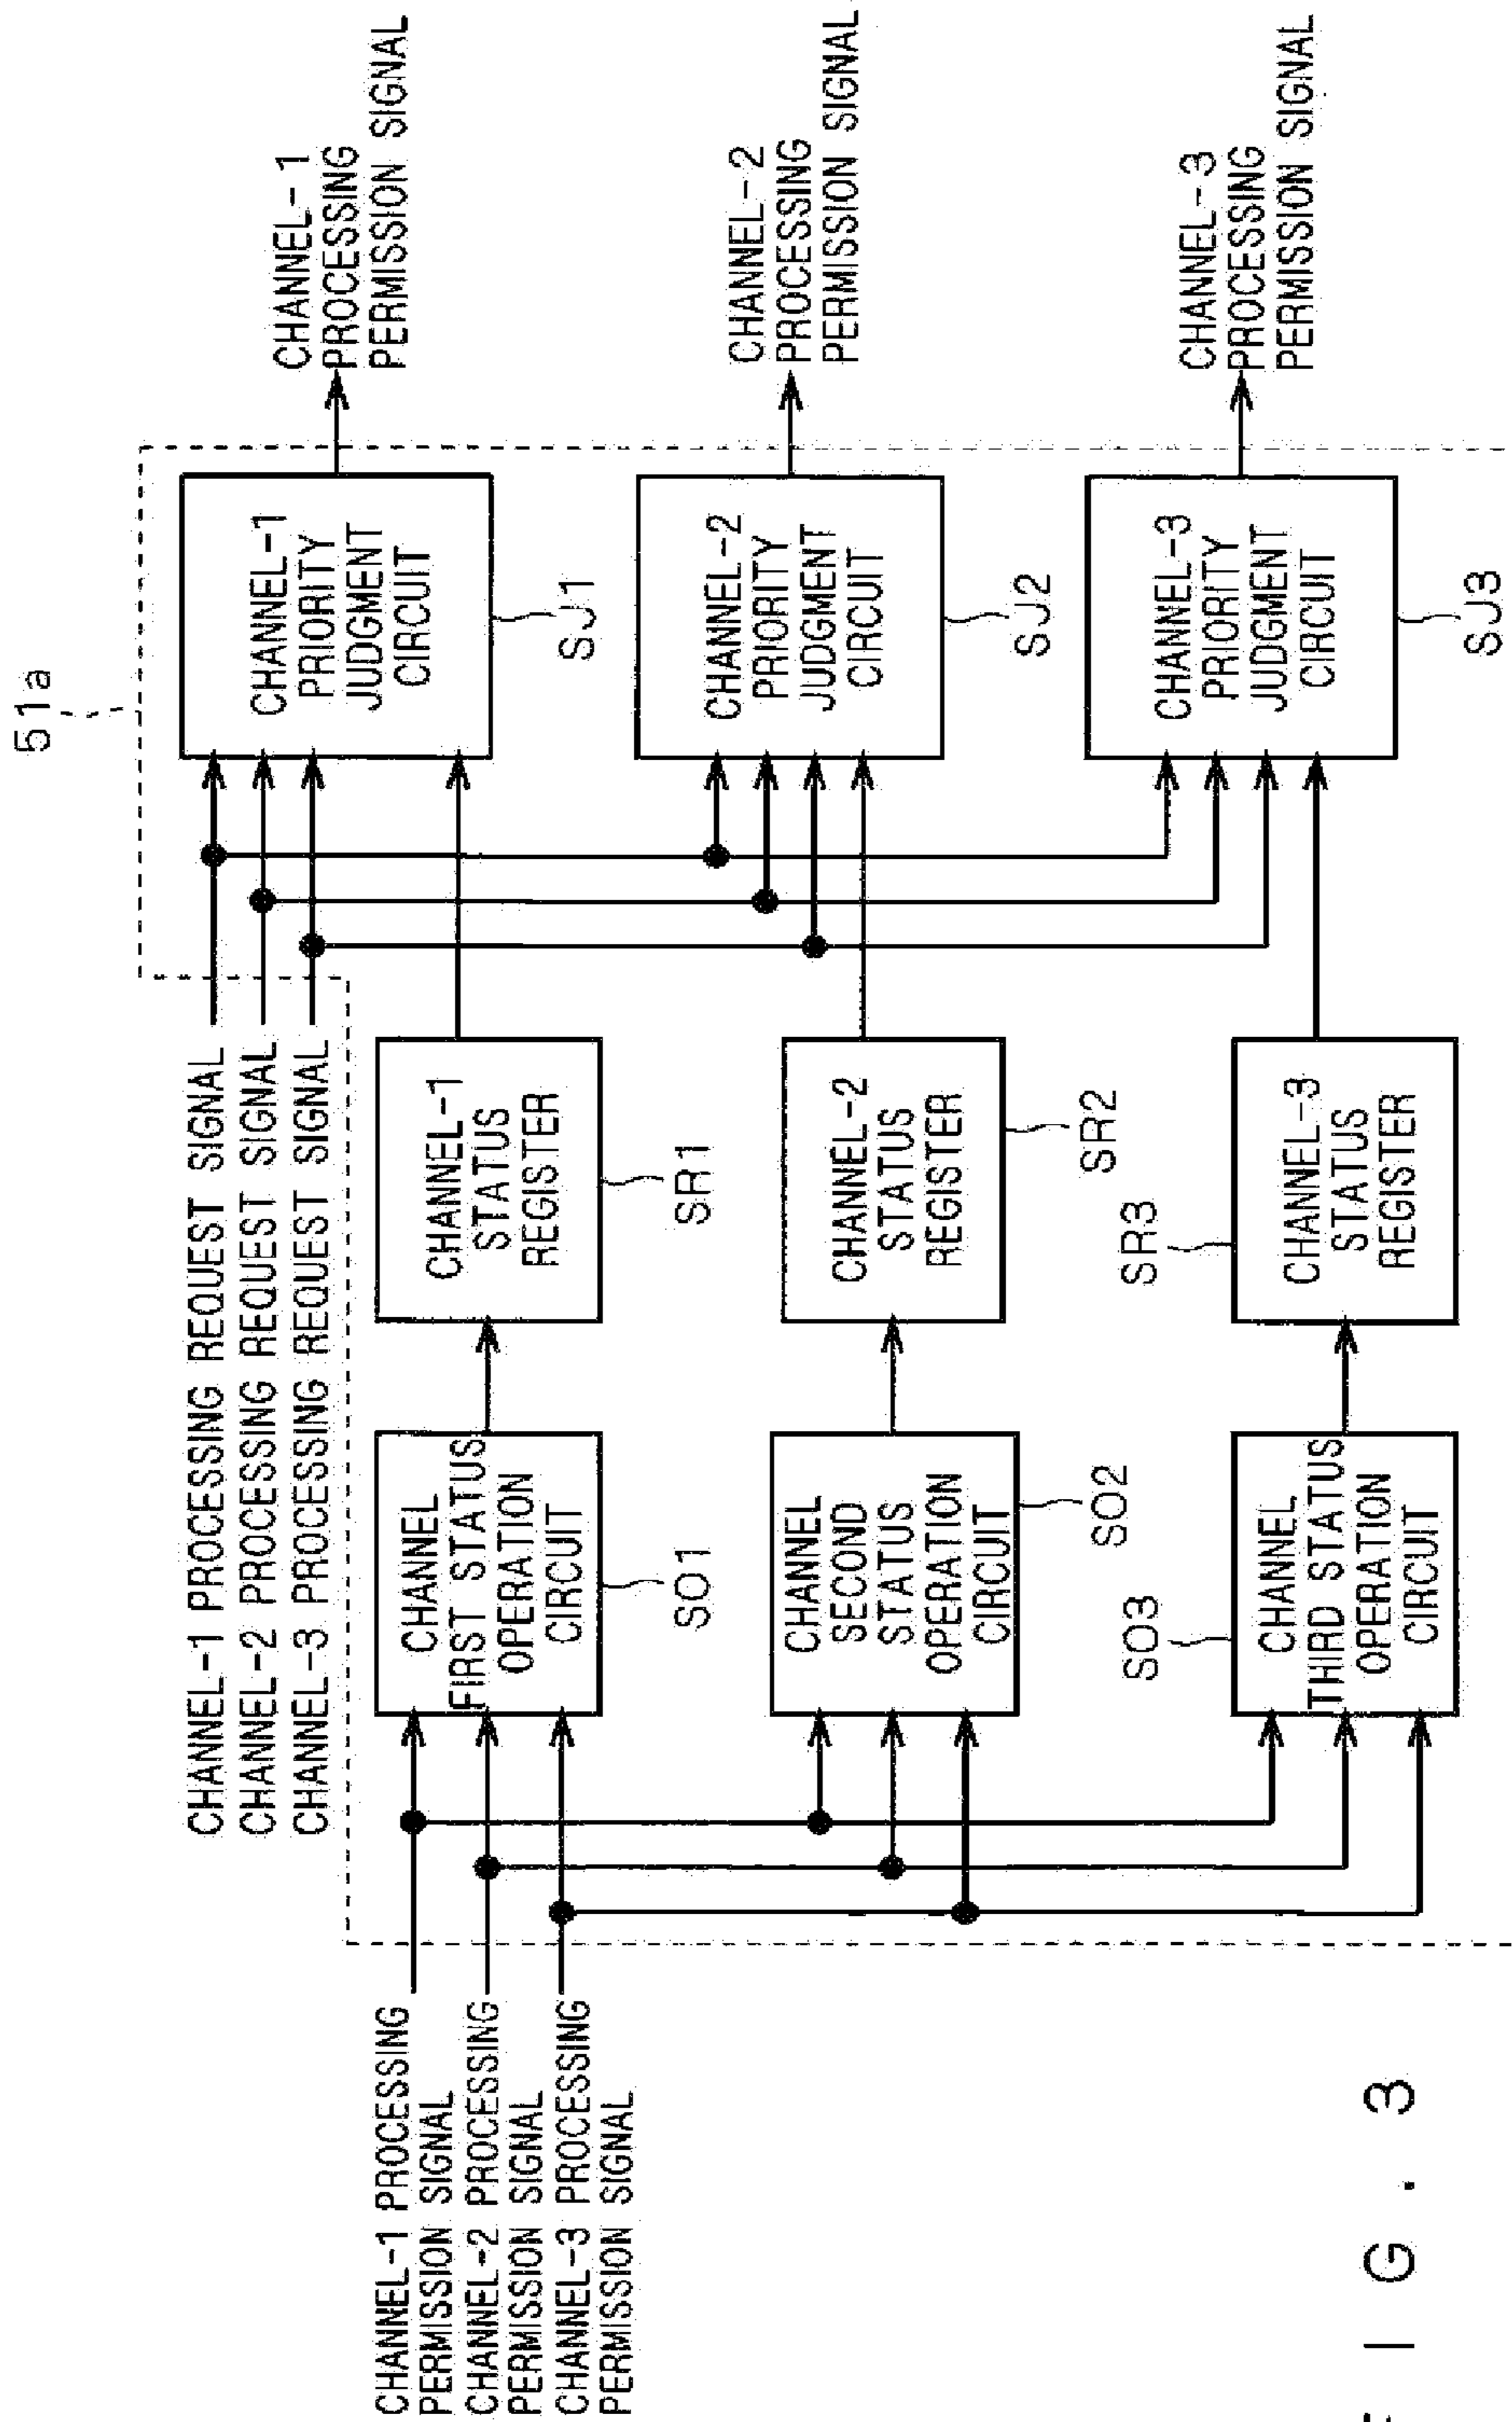 51a
CHANNEL-1 PROCESSING REQUEST SIGNAL
CHANNEL-2 PROCESSING REQUEST SIGNAL
CHANNEL-3 PROCESSING REQUEST SIGNAL
CHANNEL-1 PROCESSING
PERMISSION SIGNAL
CHANNEL-2 PROCESSING
PERMISSION SIGNAL
CHANNEL-3 PROCESSING
PERMISSION SIGNAL
CHANNEL
FIRST STATUS
OPERATION
CIRCUIT
SO1
CHANNEL-1
STATUS
REGISTER
SR1
CHANNEL-1
PRIORITY
JUDGMENT
CIRCUIT
SJ1
CHANNEL-1
PROCESSING
PERMISSION SIGNAL
CHANNEL
SECOND
STATUS
OPERATION
CIRCUIT
SO2
CHANNEL-2
STATUS
REGISTER
SR2
CHANNEL-2
PRIORITY
JUDGMENT
CIRCUIT
SJ2
CHANNEL-2
PROCESSING
PERMISSION SIGNAL
SO3
CHANNEL
THIRD STATUS
OPERATION
CIRCUIT
SR3
CHANNEL-3
STATUS
REGISTER
CHANNEL-3
PRIORITY
JUDGMENT
CIRCUIT
SJ3
CHANNEL-3
PROCESSING
PERMISSION SIGNAL
F I G . 3